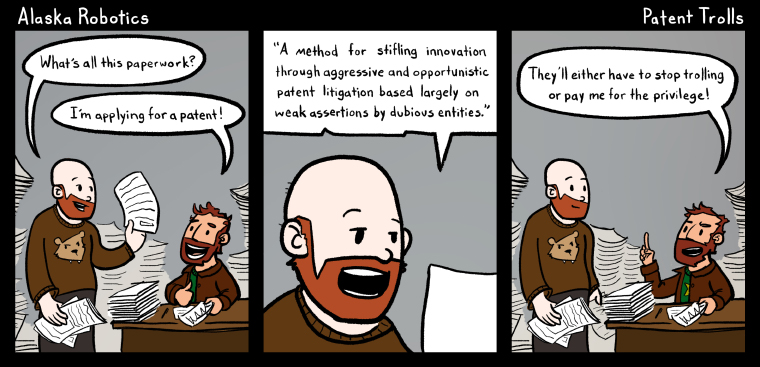 Alaska Robotics
Patent Trolls
What's all this paperwork?
I'm applying for a patent!
"A method for stifling innovation
through aggressive and opportunistic
patent litigation based largely on
weak assertions by dubious entities."
They'll either have to stop trolling
or pay me for the privilege!